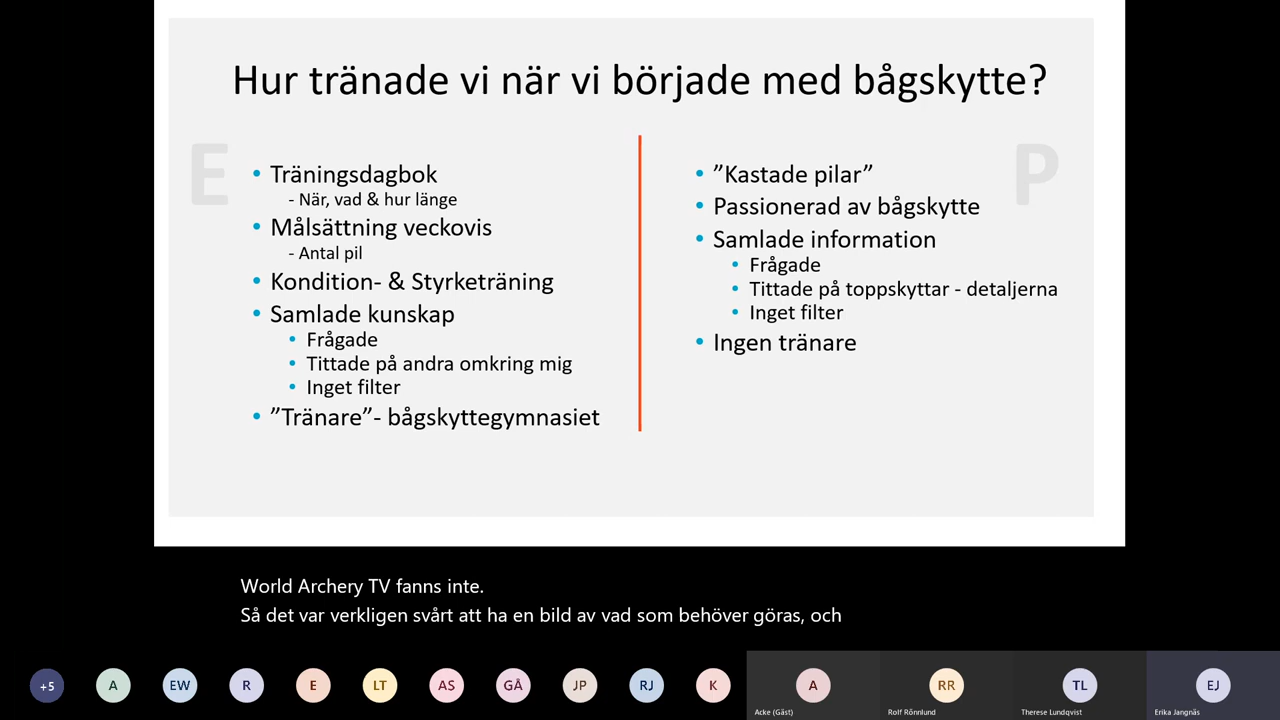 Hur tränade vi när vi började med bågskytte?
E
• Träningsdagbok
- När, vad & hur länge
• Målsättning veckovis
- Antal pil
• Kondition- & Styrketräning
• Samlade kunskap
• Frågade
• Tittade på andra omkring mig
• Inget filter
• ”Tränare”- bågskyttegymnasiet
P
• ”Kastade pilar”
• Passionerad av bågskytte
• Samlade information
• Frågade
• Tittade på toppskyttar - detaljerna
• Inget filter
• Ingen tränare
World Archery TV fanns inte.
Så det var verkligen svårt att ha en bild av vad som behöver göras, och
+5
A
EW
R
E
LT
AS
GÅ
JP
RJ
K
A
Acke (Gäst)
RR
Rolf Rönnlund
TL
Therese Lundqvist
EJ
Erika Jangnäs